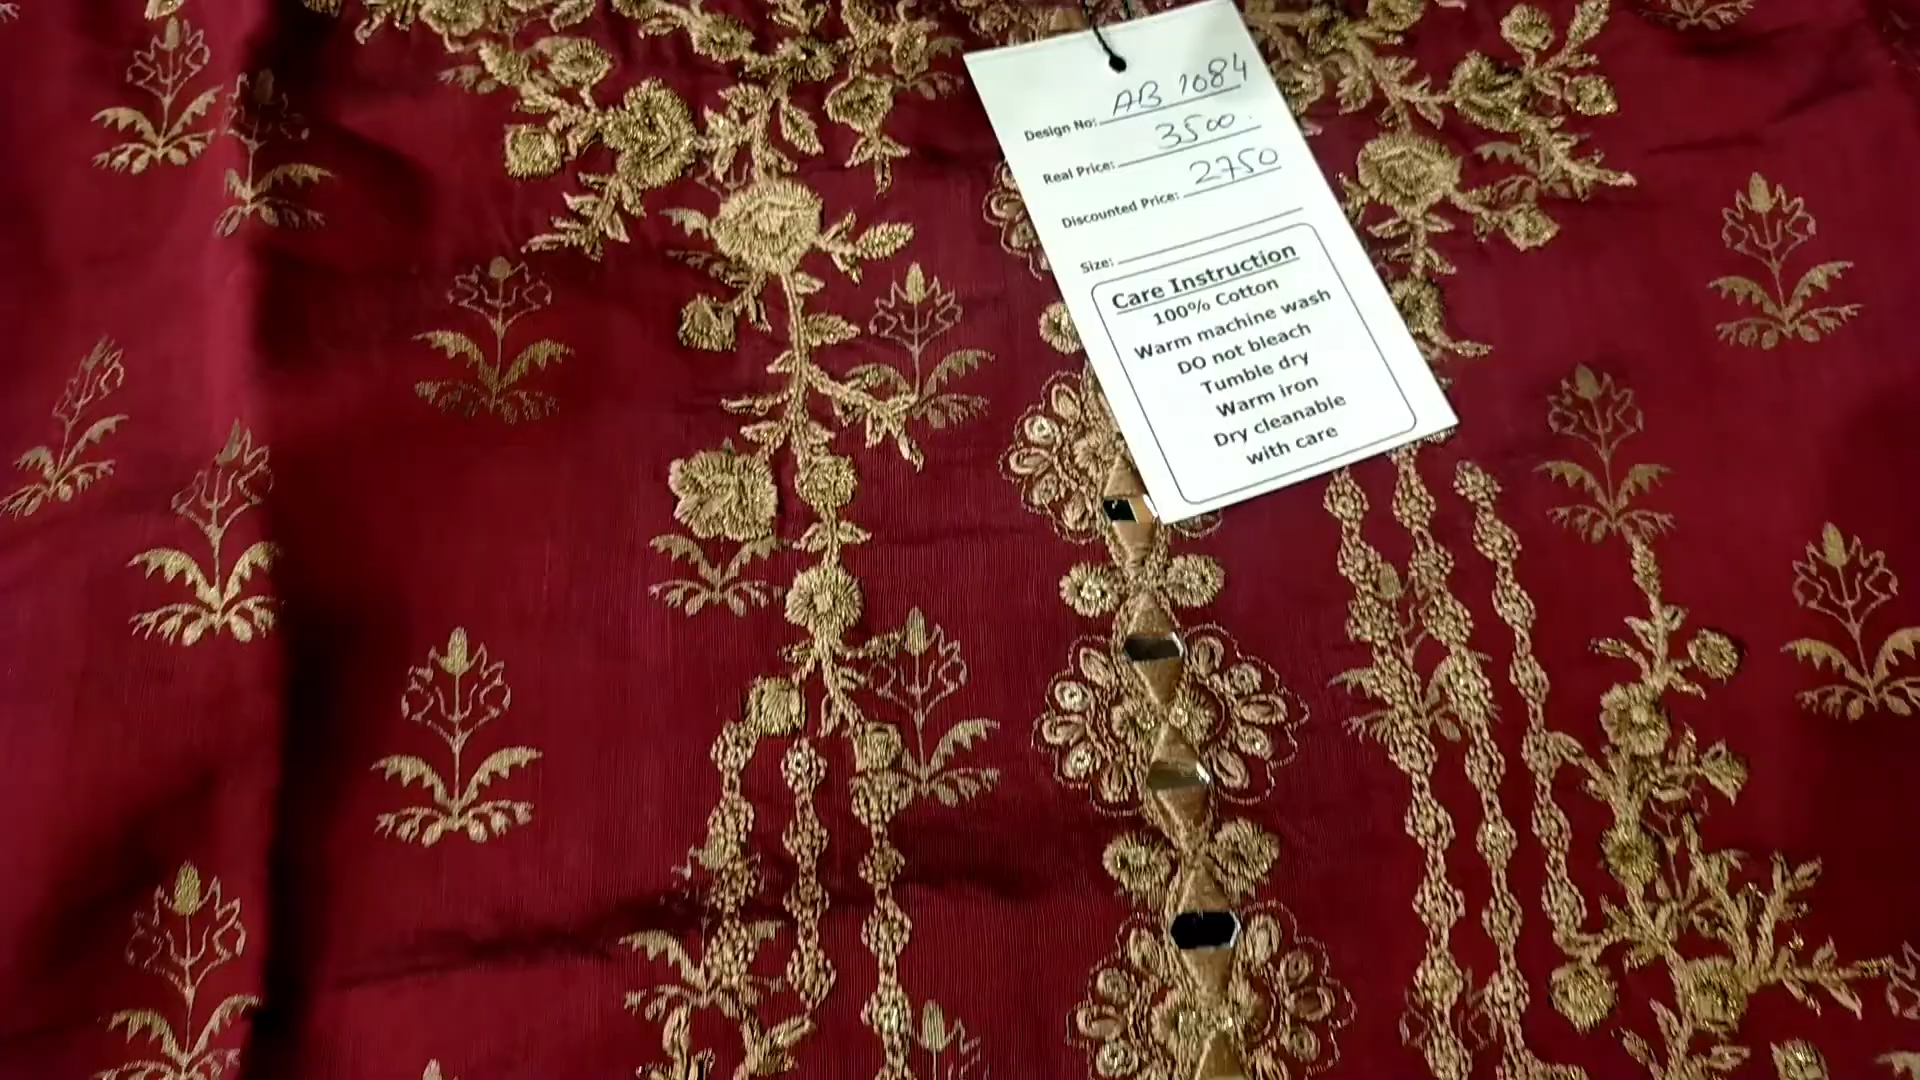 Design No: AB 1084
Real Price: 3500
Discounted Price: 2750
Size:
Care Instruction
100% Cotton
Warm machine wash
DO not bleach
Tumble dry
Warm iron
Dry cleanable
with care